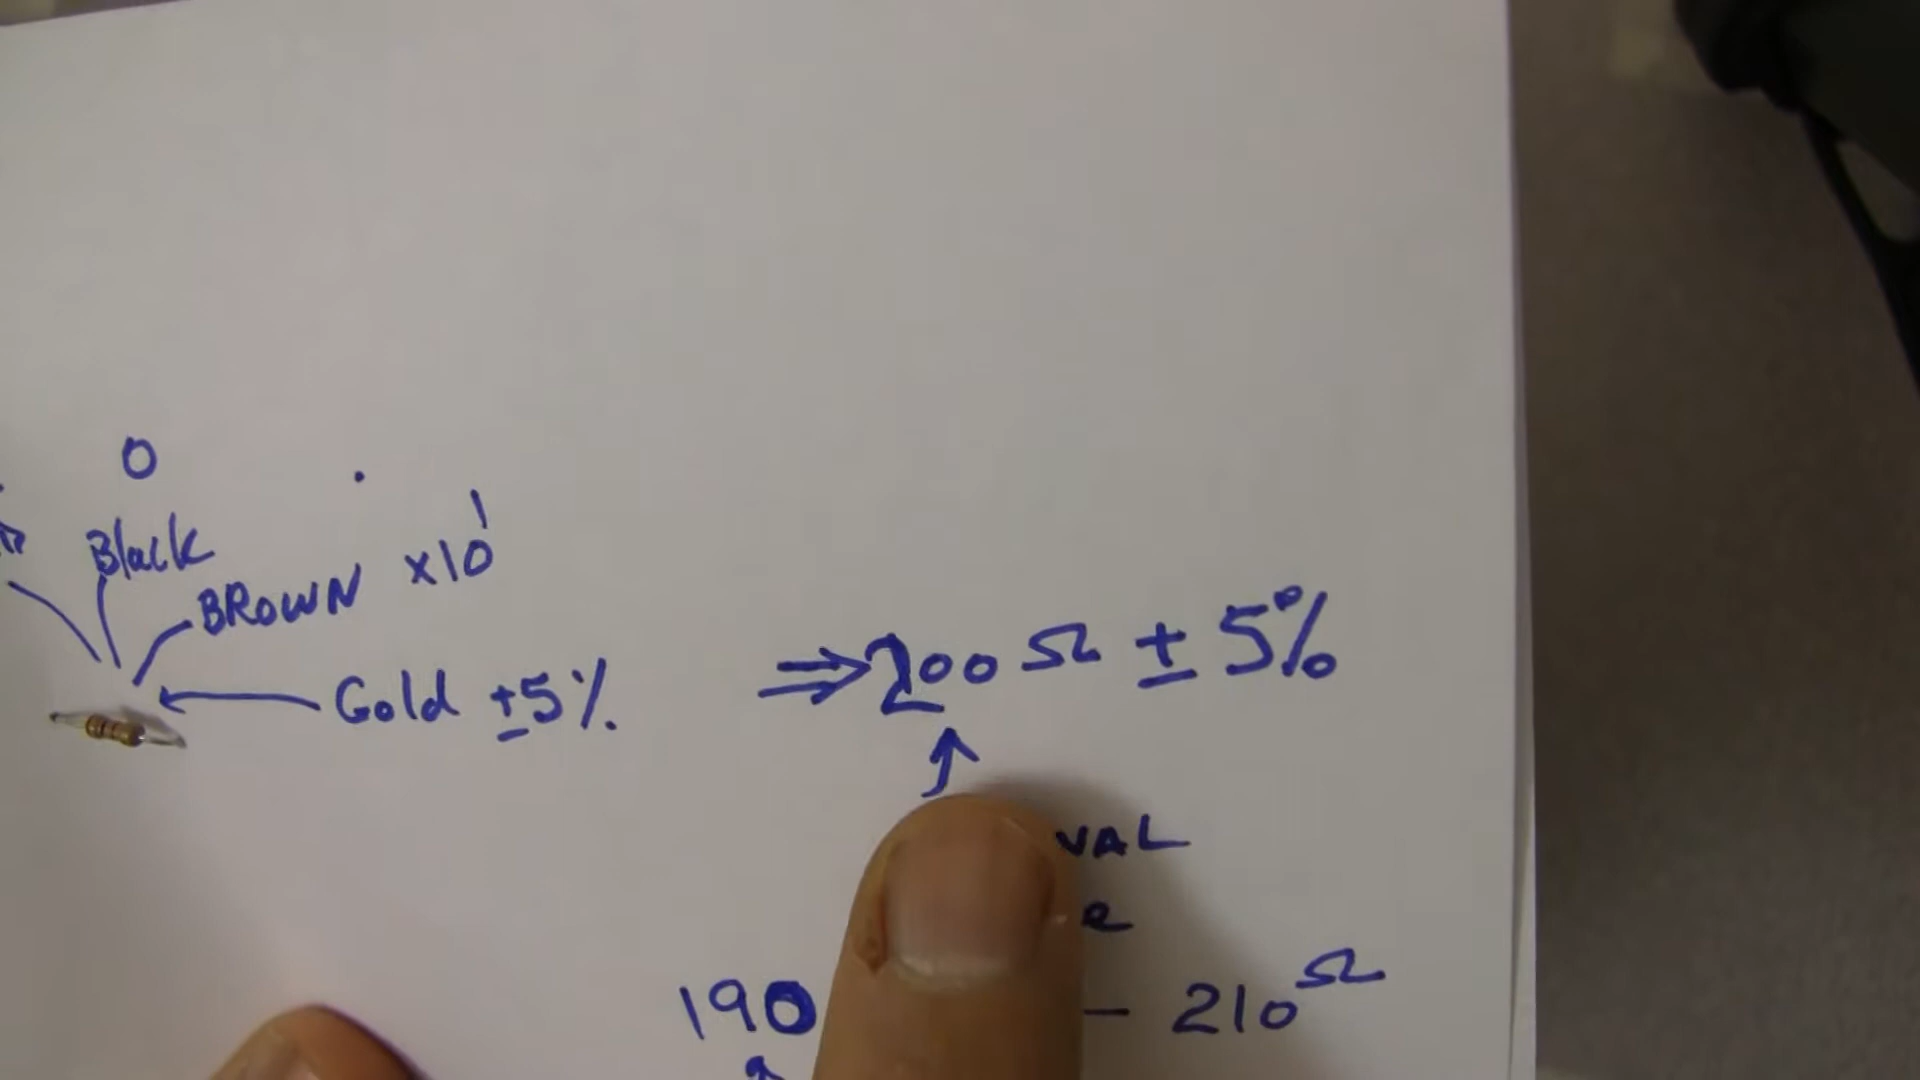 0
Black
BROWN x10¹
Gold ±5%
⇒ 200 Ω ± 5%
↑
VAL
190 – 210 Ω